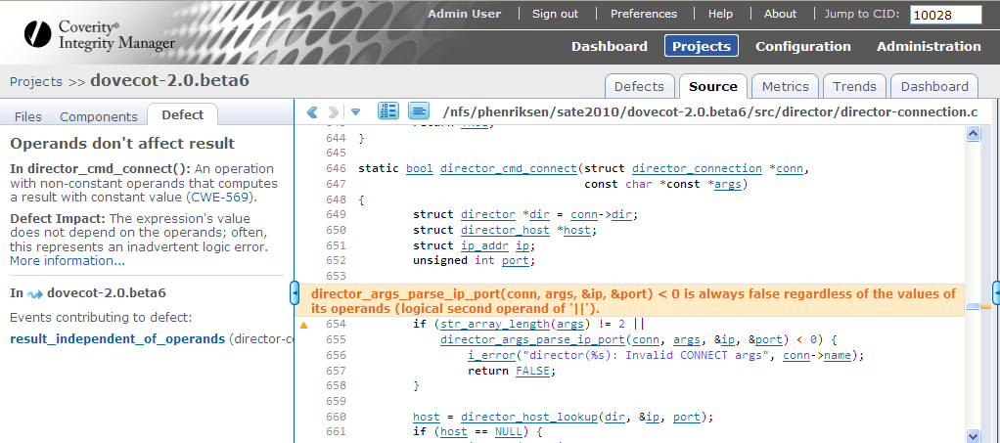 Coverity®
Integrity Manager
Admin User | Sign out | Preferences | Help | About | Jump to CID: 10028
Dashboard Projects Configuration Administration
Projects >> dovecot-2.0.beta6
Defects Source Metrics Trends Dashboard
Files Components Defect
/nfs/phenriksen/sate2010/dovecot-2.0.beta6/src/director/director-connection.c
Operands don't affect result
In director_cmd_connect(): An operation
with non-constant operands that computes
a result with constant value (CWE-569).
Defect Impact: The expression's value
does not depend on the operands; often,
this represents an inadvertent logic error.
More information...
In dovecot-2.0.beta6
Events contributing to defect:
result_independent_of_operands (director-co
644 }
645
646 static bool director_cmd_connect(struct director_connection *conn,
647 const char *const *args)
648 {
649 struct director *dir = conn->dir;
650 struct director_host *host;
651 struct ip_addr ip;
652 unsigned int port;
653
director_args_parse_ip_port(conn, args, &ip, &port) < 0 is always false regardless of the values of
its operands (logical second operand of '||').
654 if (str_array_length(args) != 2 ||
655 director_args_parse_ip_port(conn, args, &ip, &port) < 0) {
656 i_error("director(%s): Invalid CONNECT args", conn->name);
657 return FALSE;
658 }
659
660 host = director_host_lookup(dir, &ip, port);
661 if (host == NULL) {